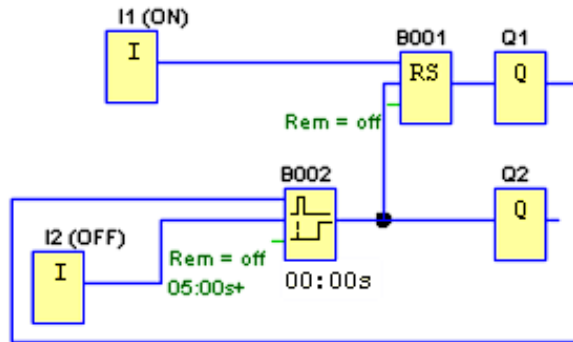 I1 (ON)
I
B001
RS
Q1
Q
Rem = off
B002
Q2
Q
I2 (OFF)
I
Rem = off
05:00s+
00:00s